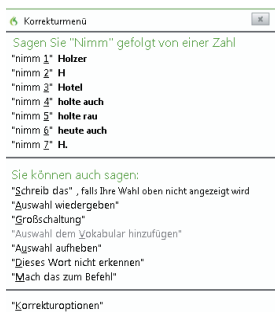 Korrekturmenü
Sagen Sie "Nimm" gefolgt von einer Zahl
"nimm 1" Holzer
"nimm 2" H
"nimm 3" Hotel
"nimm 4" holte auch
"nimm 5" holte rau
"nimm 6" heute auch
"nimm 7" H.
Sie können auch sagen:
"Schreib das" , falls Ihre Wahl oben nicht angezeigt wird
"Auswahl wiedergeben"
"Großschaltung"
"Auswahl dem Vokabular hinzufügen"
"Auswahl aufheben"
"Dieses Wort nicht erkennen"
"Mach das zum Befehl"
"Korrekturoptionen"